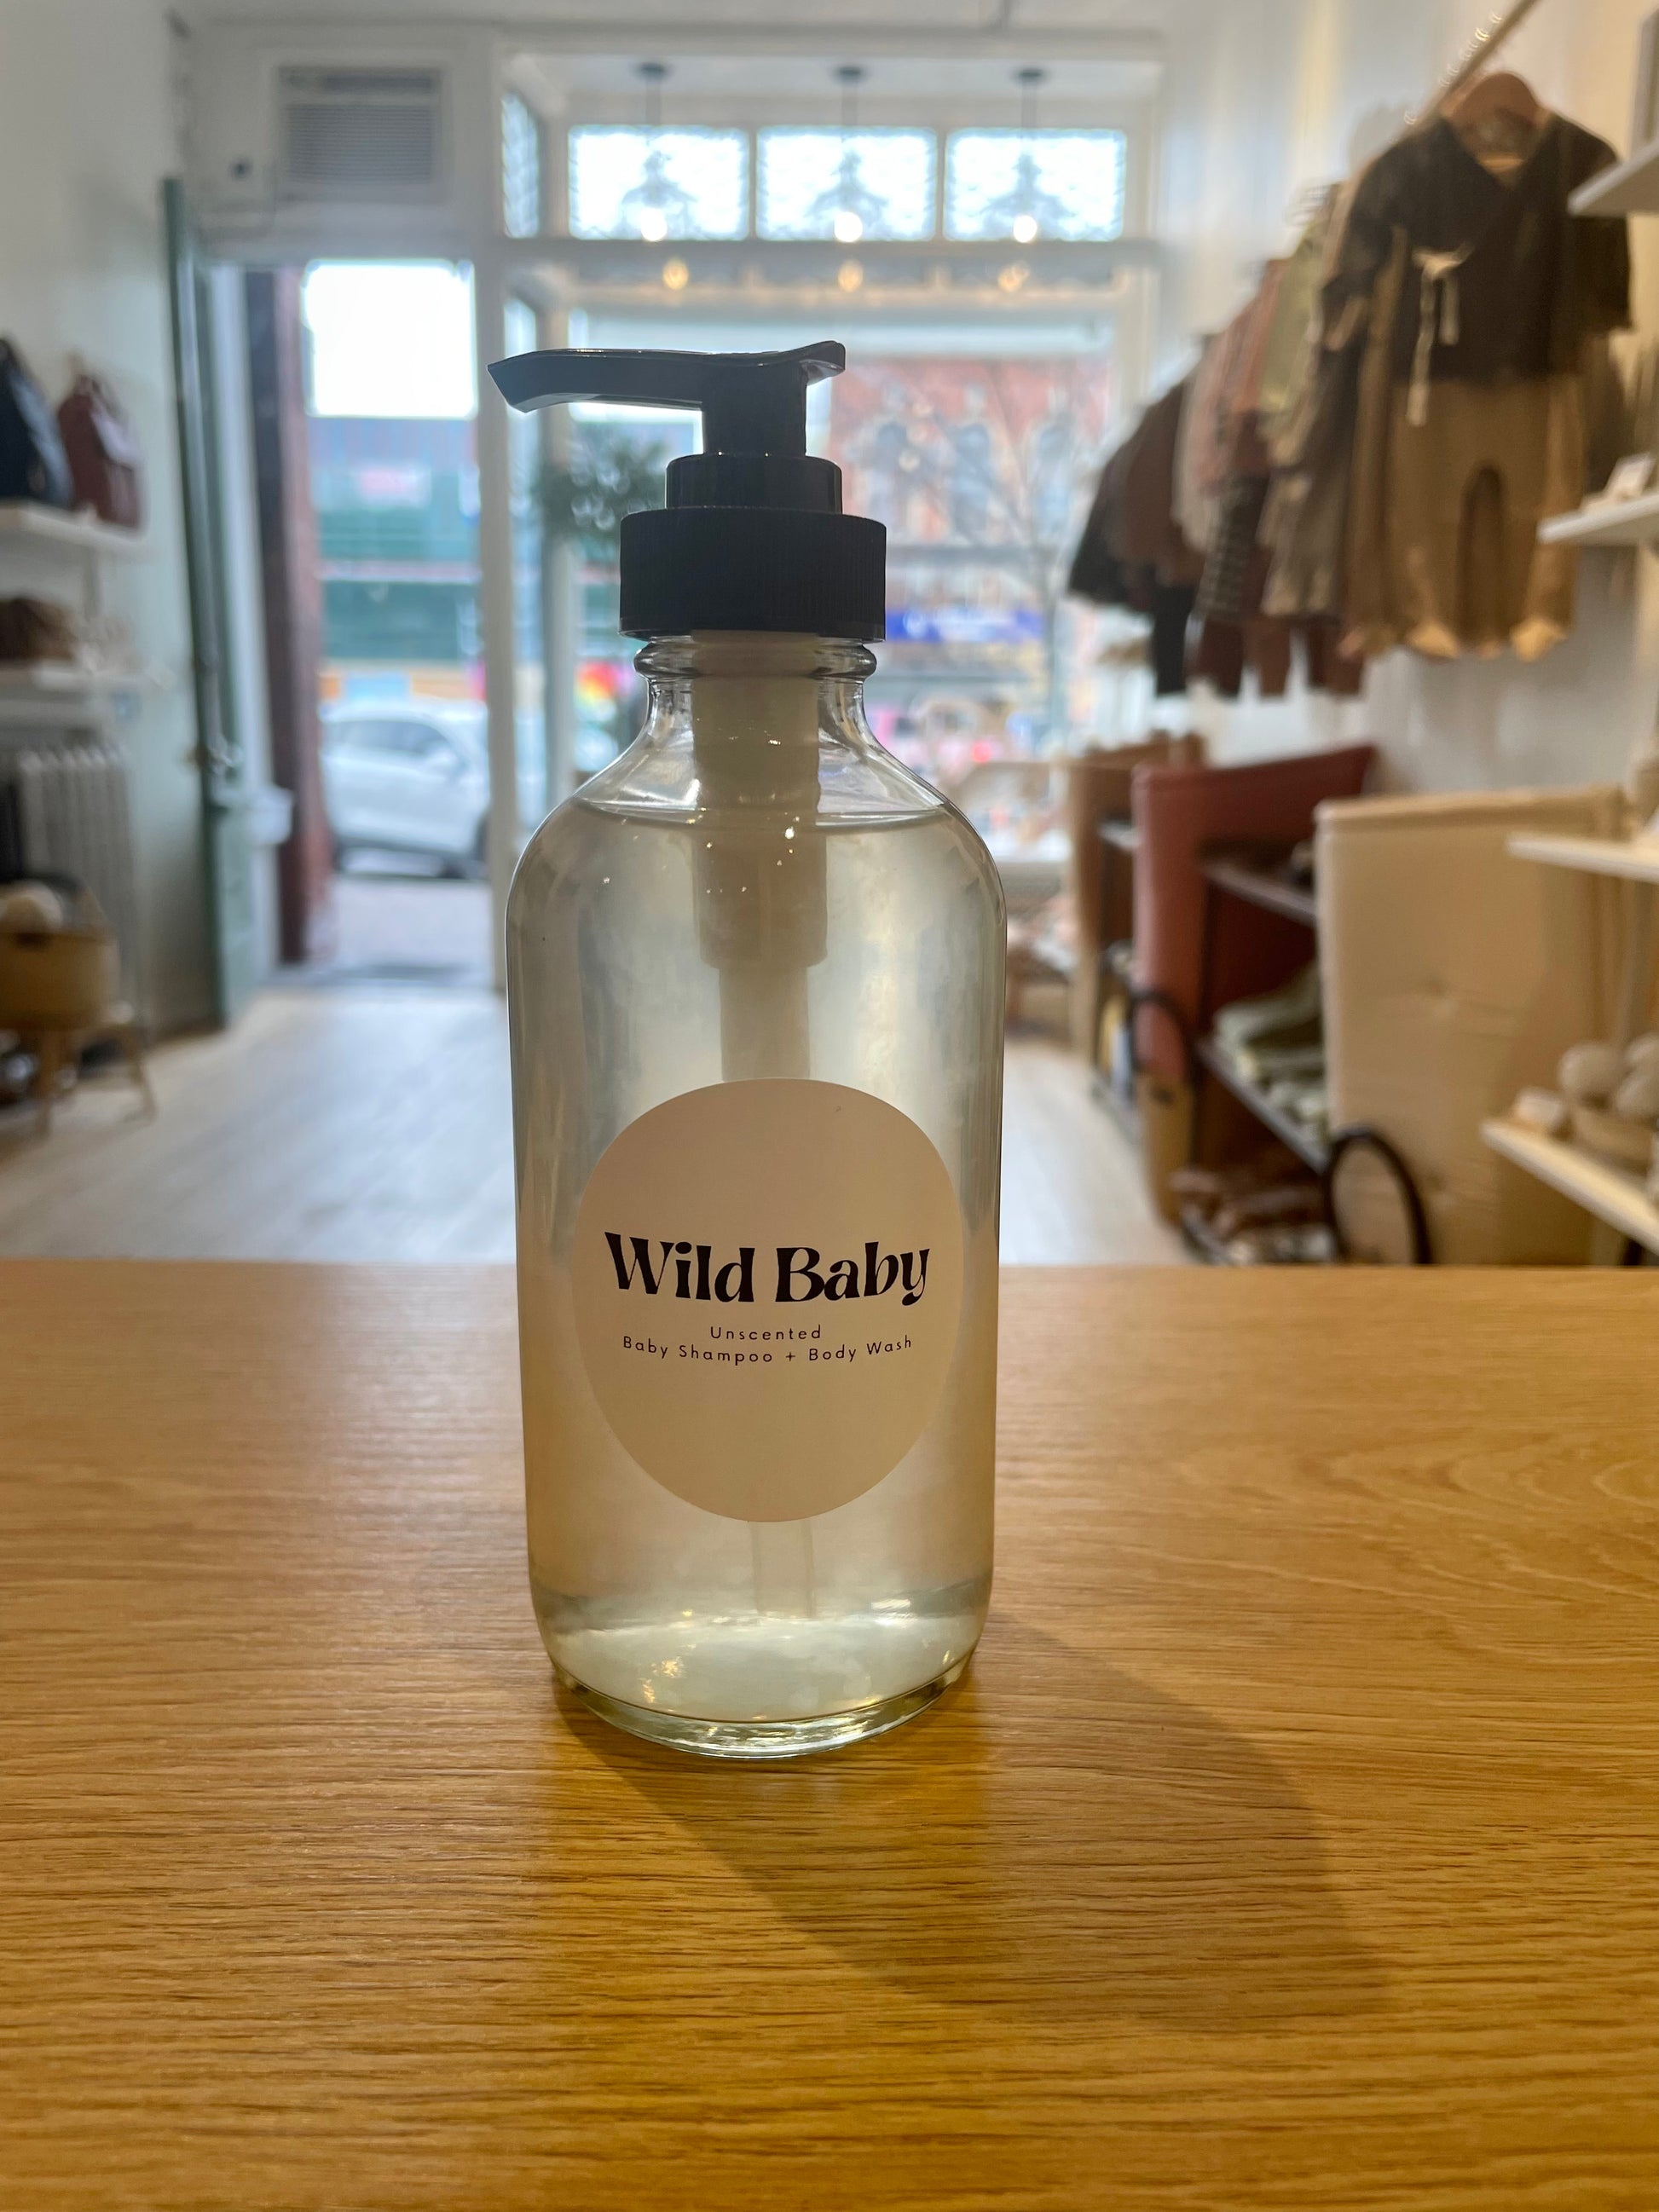 Wild Baby
Unscented
Baby Shampoo + Body Wash